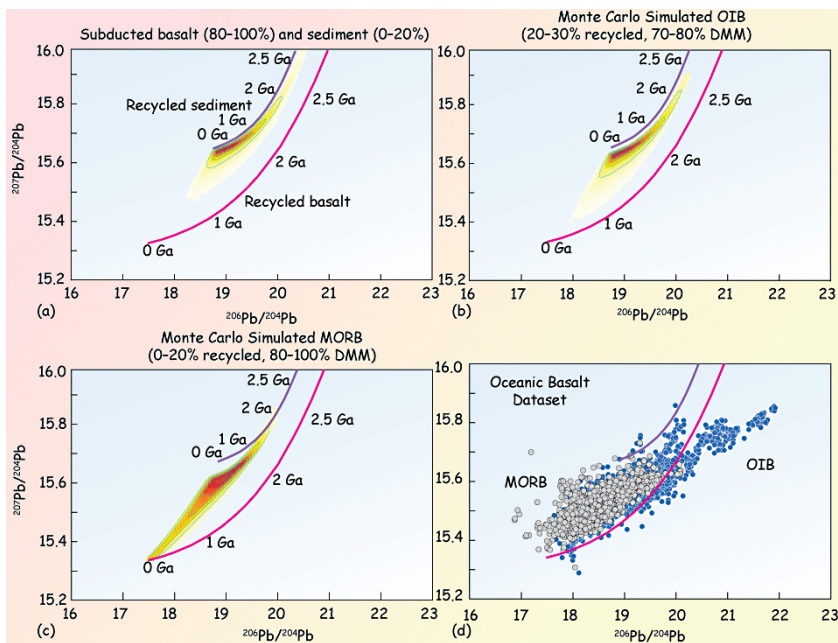 Subducted basalt (80–100%) and sediment (0–20%)
16.0
15.8
15.6
15.4
15.2
²⁰⁷Pb/²⁰⁴Pb
2.5 Ga
2 Ga
2.5 Ga
Recycled sediment
1 Ga
0 Ga
2 Ga
Recycled basalt
1 Ga
0 Ga
16 17 18 19 20 21 22 23
(a)
²⁰⁶Pb/²⁰⁴Pb
Monte Carlo Simulated OIB
(20–30% recycled, 70–80% DMM)
16.0
15.8
15.6
15.4
15.2
2.5 Ga
2 Ga
2.5 Ga
1 Ga
0 Ga
2 Ga
1 Ga
0 Ga
16 17 18 19 20 21 22 23
(b)
²⁰⁶Pb/²⁰⁴Pb
Monte Carlo Simulated MORB
(0–20% recycled, 80–100% DMM)
16.0
15.8
15.6
15.4
15.2
²⁰⁷Pb/²⁰⁴Pb
2.5 Ga
2 Ga
2.5 Ga
1 Ga
0 Ga
2 Ga
1 Ga
0 Ga
16 17 18 19 20 21 22 23
(c)
²⁰⁶Pb/²⁰⁴Pb
16.0
15.8
15.6
15.4
15.2
Oceanic Basalt
Dataset
MORB
OIB
16 17 18 19 20 21 22 23
(d)
²⁰⁶Pb/²⁰⁴Pb